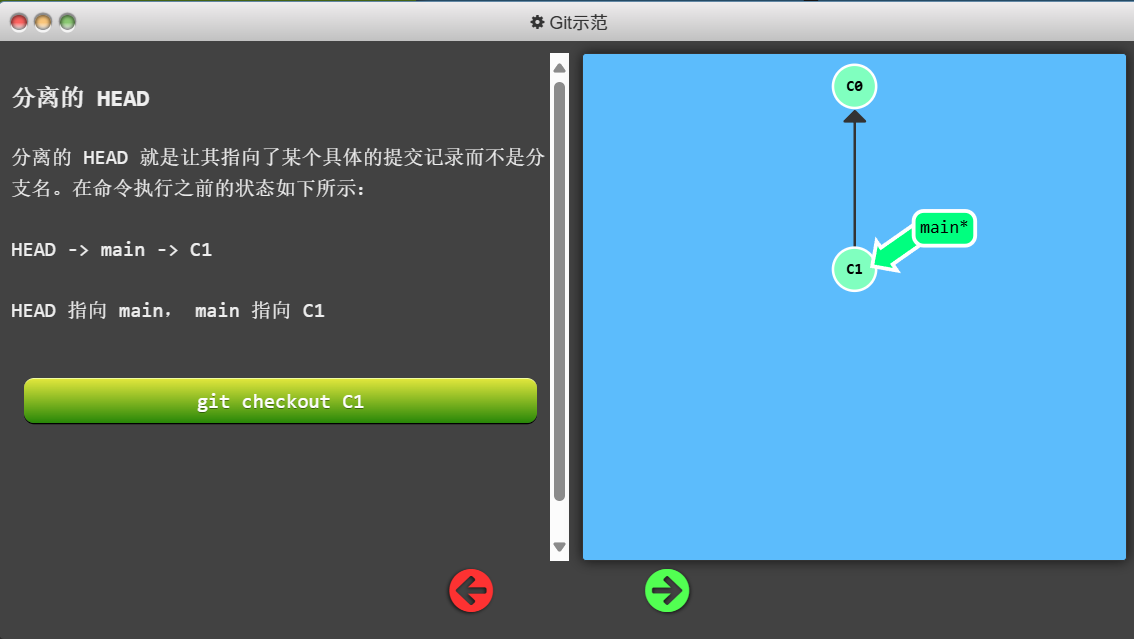 Git示范
分离的 HEAD
分离的 HEAD 就是让其指向了某个具体的提交记录而不是分
支名。在命令执行之前的状态如下所示：
HEAD -> main -> C1
HEAD 指向 main， main 指向 C1
git checkout C1
C0
main*
C1